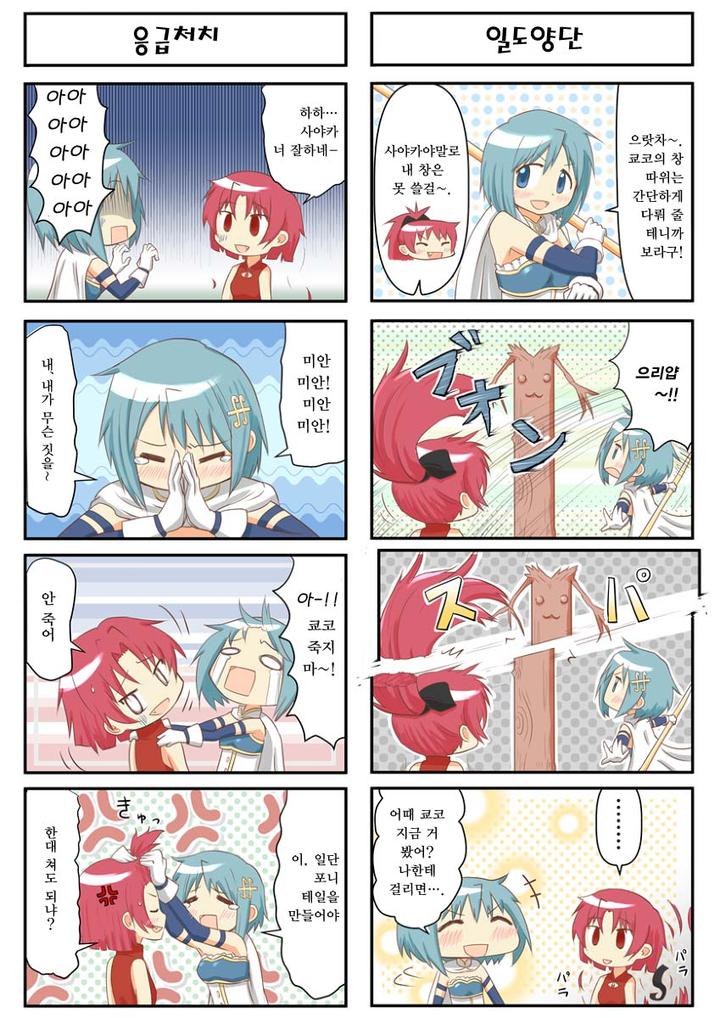 일도양단
으랏차~.
쿄코의 창
따위는
간단하게
다뤄 줄
테니까
보라구!
사야카야말로
내 창은
못 쓸걸~.
으리얍
~!!
ブオン
スパ
………
어때 쿄코
지금 거
봤어?
나한테
걸리면….
パラ
パラ
응급처치
하하…
사야카
너 잘하네-
아아
아아
아아
아아
아아
미안
미안!
미안
미안!
내, 내가 무슨 짓을~
아-!!
쿄코
죽지
마~!
안
죽어
이, 일단
포니
테일을
만들어야
きゅっ
한대 쳐도 되냐?